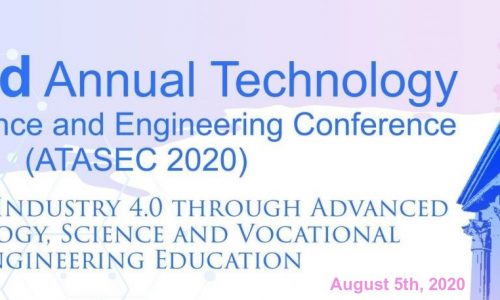 d Annual Technology
nce and Engineering Conference
(ATASEC 2020)
Industry 4.0 through Advanced
ogy, Science and Vocational
ngineering Education
August 5th, 2020